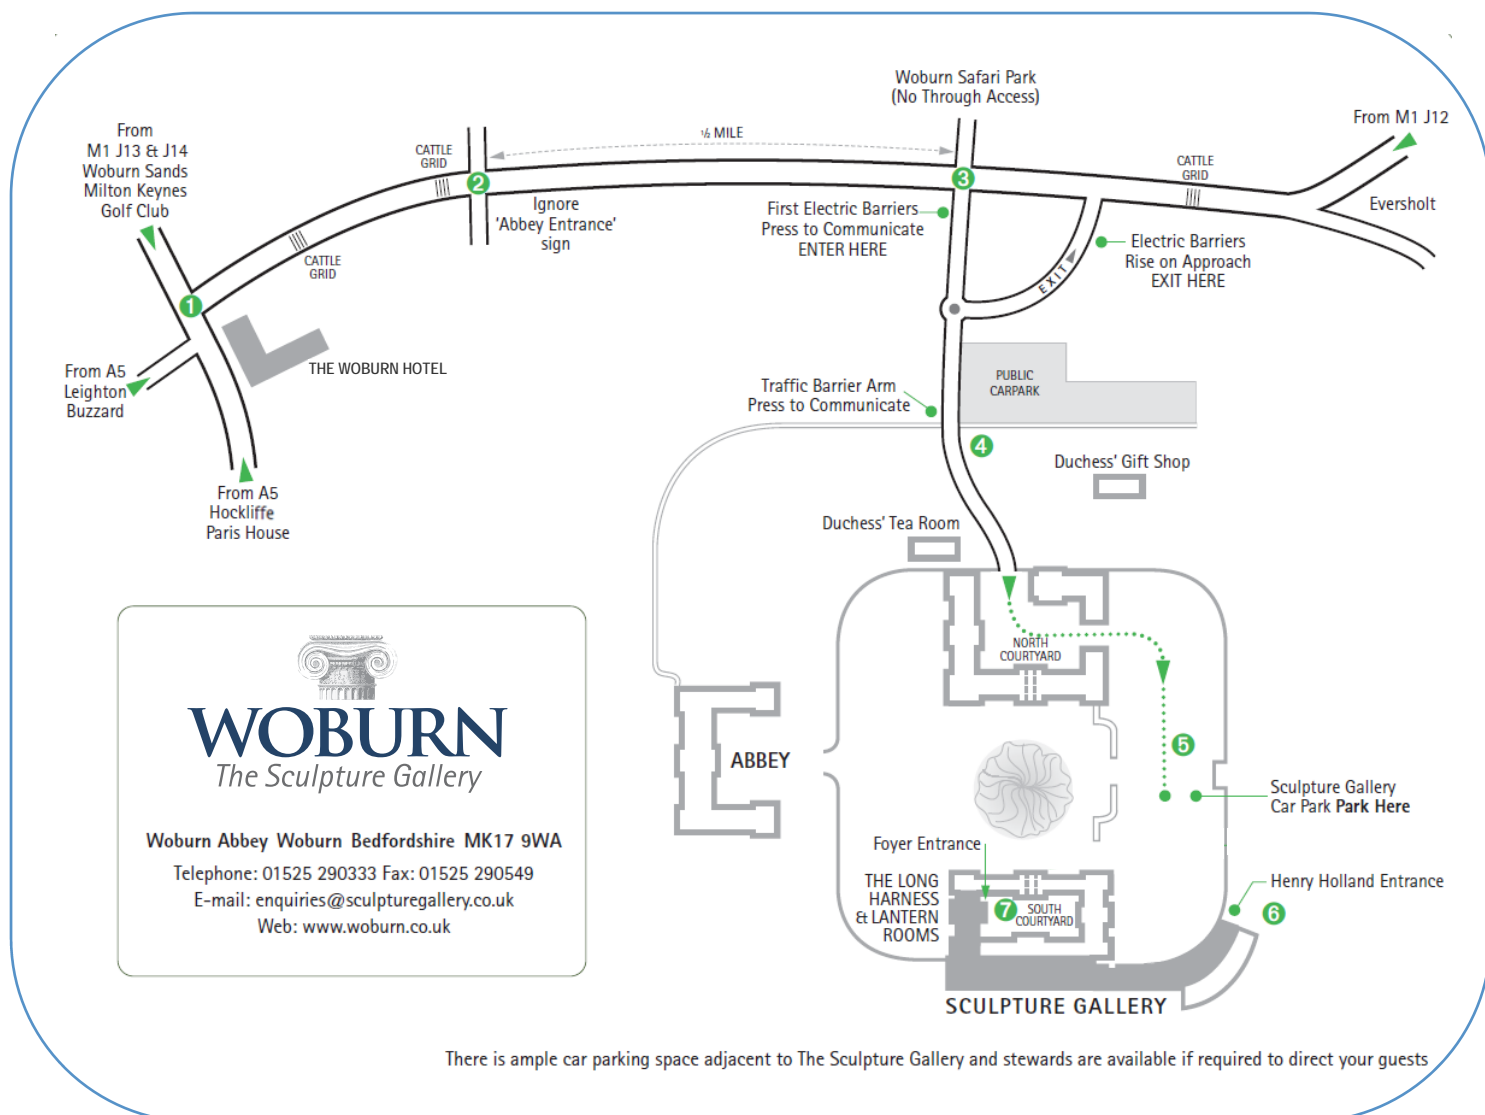 Woburn Safari Park
(No Through Access)
From M1 J12
From
M1 J13 & J14
Woburn Sands
Milton Keynes
Golf Club
½ MILE
CATTLE
GRID
CATTLE
GRID
2
3
Ignore
'Abbey Entrance'
sign
First Electric Barriers
Press to Communicate
ENTER HERE
Eversholt
Electric Barriers
Rise on Approach
EXIT HERE
EXIT
CATTLE
GRID
1
THE WOBURN HOTEL
From A5
Leighton
Buzzard
PUBLIC
CARPARK
Traffic Barrier Arm
Press to Communicate
4
Duchess' Gift Shop
From A5
Hockliffe
Paris House
Duchess' Tea Room
NORTH
COURTYARD
WOBURN
The Sculpture Gallery
Woburn Abbey Woburn Bedfordshire MK17 9WA
Telephone: 01525 290333 Fax: 01525 290549
E-mail: enquiries@sculpturegallery.co.uk
Web: www.woburn.co.uk
ABBEY
5
Sculpture Gallery
Car Park Park Here
Foyer Entrance
THE LONG
HARNESS
& LANTERN
ROOMS
7
SOUTH
COURTYARD
Henry Holland Entrance
6
SCULPTURE GALLERY
There is ample car parking space adjacent to The Sculpture Gallery and stewards are available if required to direct your guests